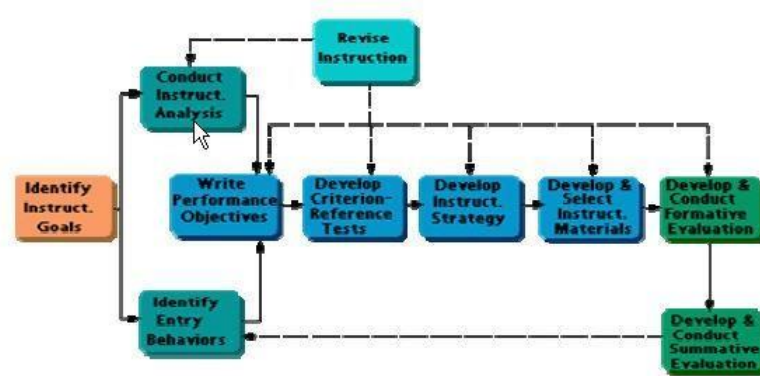 Revise
Instruction
Conduct
Instruct.
Analysis
Identify
Instruct.
Goals
Write
Performance
Objectives
Develop
Criterion-
Reference
Tests
Develop
Instruct.
Strategy
Develop &
Select
Instruct.
Materials
Develop &
Conduct
Formative
Evaluation
Identify
Entry
Behaviors
Develop &
Conduct
Summative
Evaluation